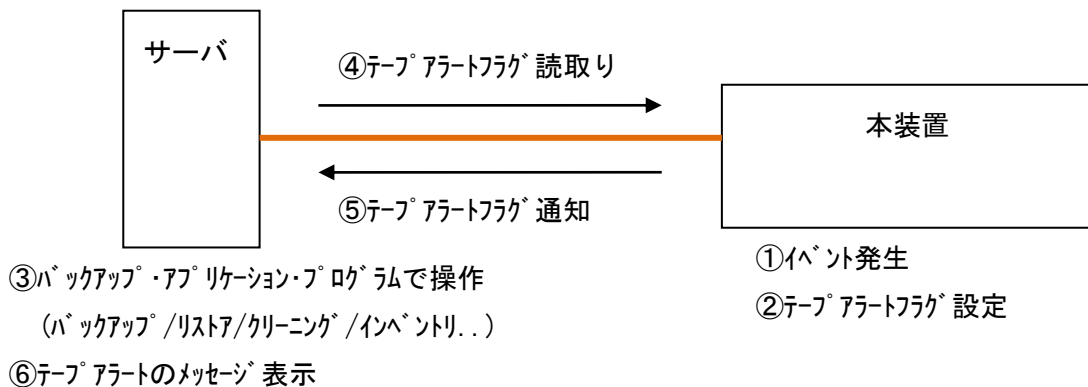 サーバ
④ﾃｰﾌﾟｱﾗｰﾄﾌﾗｸﾞ読取り
本装置
⑤ﾃｰﾌﾟｱﾗｰﾄﾌﾗｸﾞ通知
①ｲﾍﾞﾝﾄ発生
②ﾃｰﾌﾟｱﾗｰﾄﾌﾗｸﾞ設定
③ﾊﾞｯｸｱｯﾌﾟ･ｱﾌﾟﾘｹｰｼｮﾝ･ﾌﾟﾛｸﾞﾗﾑで操作
(ﾊﾞｯｸｱｯﾌﾟ/ﾘｽﾄｱ/ｸﾘｰﾆﾝｸﾞ/ｲﾝﾍﾞﾝﾄﾘ..)
⑥ﾃｰﾌﾟｱﾗｰﾄのﾒｯｾｰｼﾞ表示